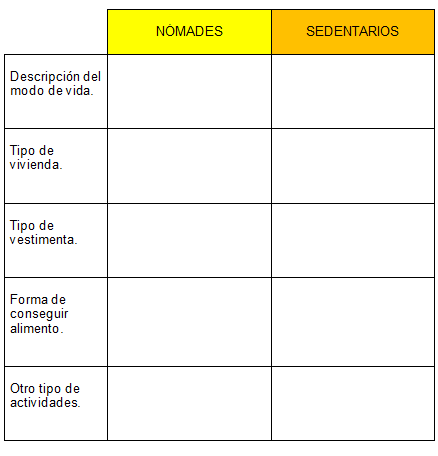 NÓMADES SEDENTARIOS
Descripción del
modo de vida.
Tipo de
vivienda.
Tipo de
vestimenta.
Forma de
conseguir
alimento.
Otro tipo de
actividades.